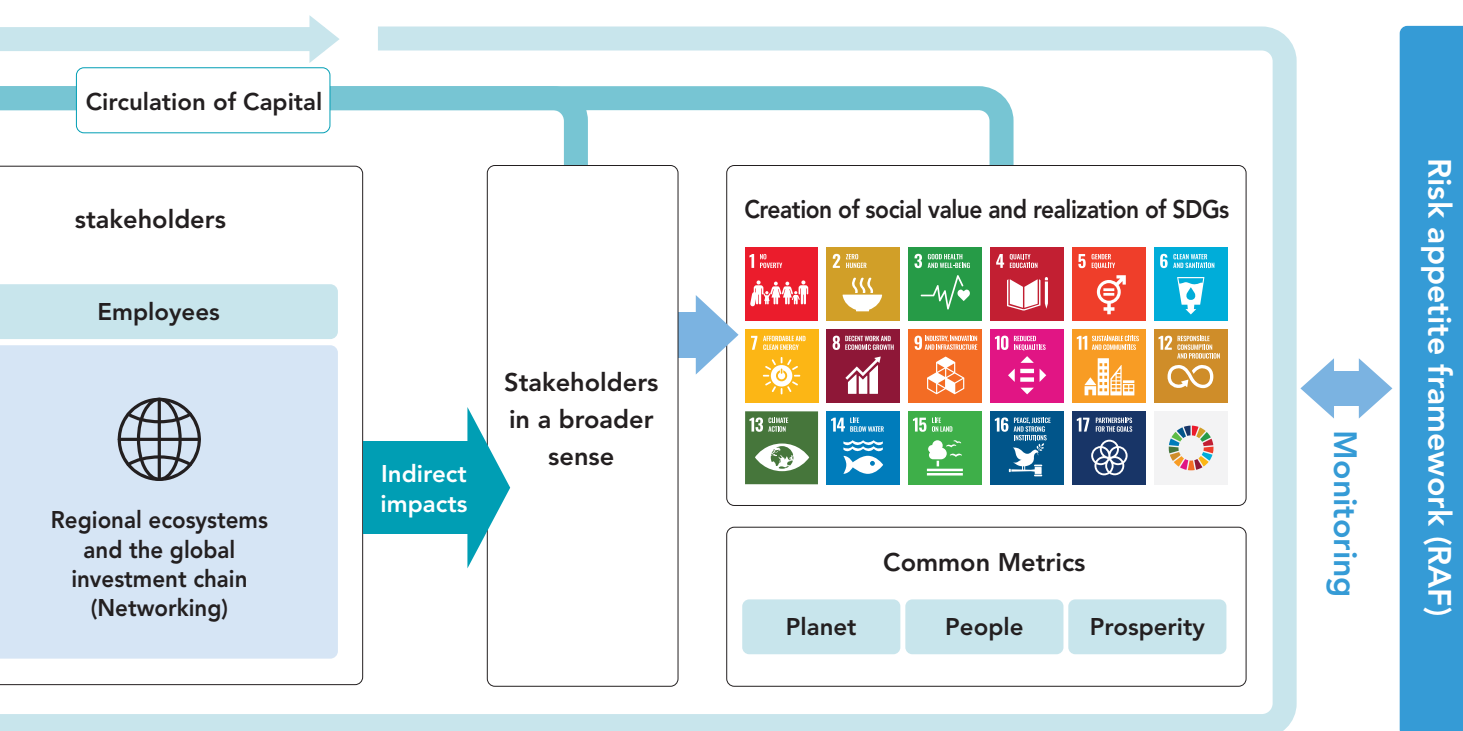 Circulation of Capital
stakeholders
Employees
Regional ecosystems
and the global
investment chain
(Networking)
Indirect
impacts
Stakeholders
in a broader
sense
Creation of social value and realization of SDGs
1 NO
POVERTY
2 ZERO
HUNGER
3 GOOD HEALTH
AND WELL-BEING
4 QUALITY
EDUCATION
5 GENDER
EQUALITY
6 CLEAN WATER
AND SANITATION
7 AFFORDABLE AND
CLEAN ENERGY
8 DECENT WORK AND
ECONOMIC GROWTH
9 INDUSTRY, INNOVATION
AND INFRASTRUCTURE
10 REDUCED
INEQUALITIES
11 SUSTAINABLE CITIES
AND COMMUNITIES
12 RESPONSIBLE
CONSUMPTION
AND PRODUCTION
13 CLIMATE
ACTION
14 LIFE
BELOW WATER
15 LIFE
ON LAND
16 PEACE, JUSTICE
AND STRONG
INSTITUTIONS
17 PARTNERSHIPS
FOR THE GOALS
Common Metrics
Planet
People
Prosperity
Monitoring
Risk appetite framework (RAF)